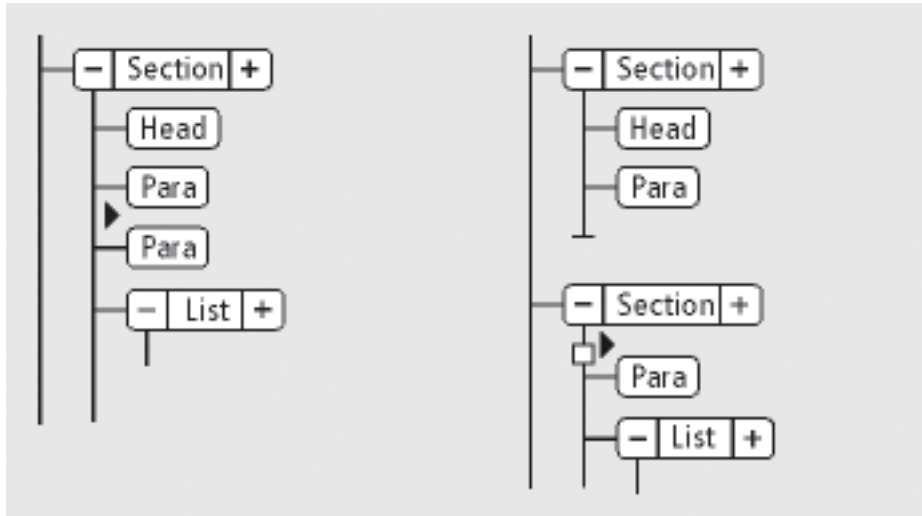 − Section +
Head
Para
Para
− List +
− Section +
Head
Para
− Section +
Para
− List +